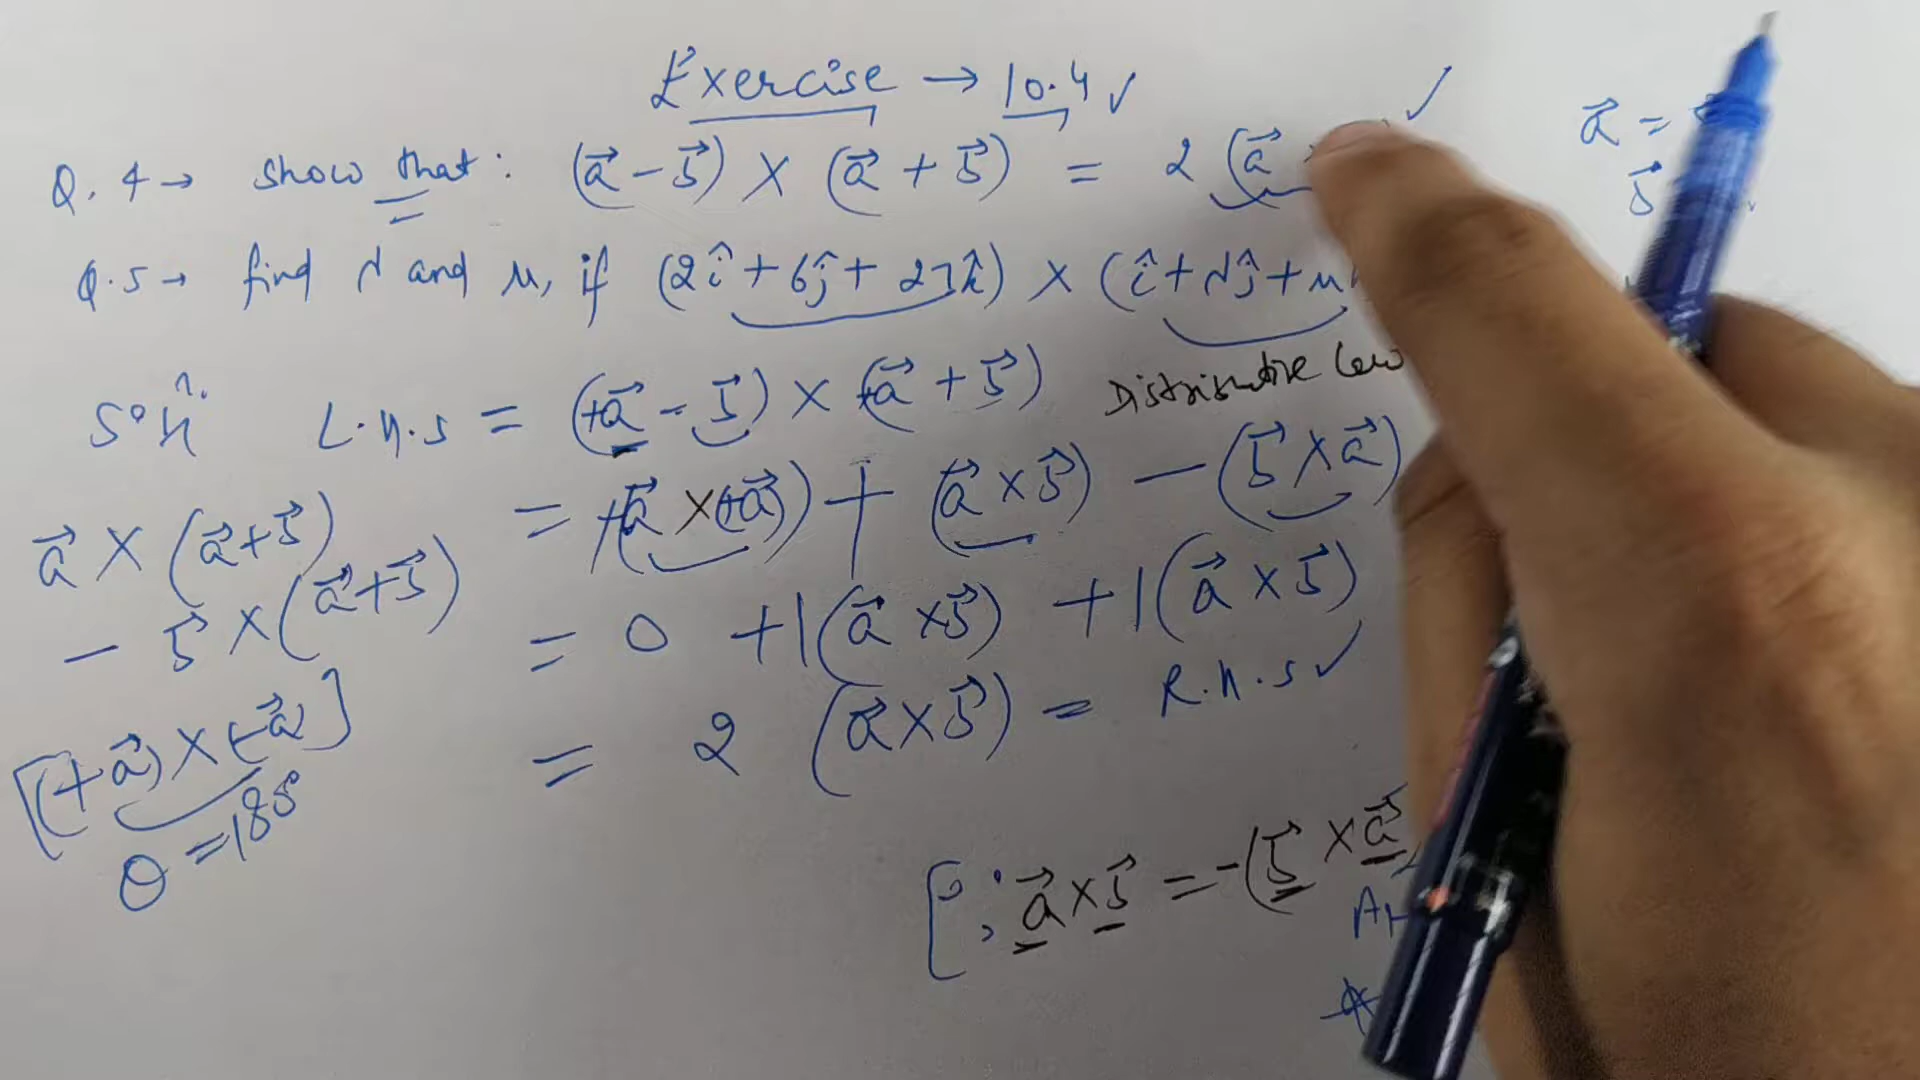 Exercise → 10.4 ✓
Q.4 → show that: (a⃗ - b⃗) × (a⃗ + b⃗) = 2 (a⃗ ✓
a⃗ =
b⃗
Q.5 → find λ and μ, if (2î + 6ĵ + 27k̂) × (î + λĵ + μ
Solⁿ. L.H.S = (+a⃗ - b⃗) × (+a⃗ + b⃗) Distributive law
= +(a⃗ × (+a⃗)) + (a⃗ × b⃗) - (b⃗ × a⃗)
a⃗ × (a⃗ + b⃗)
- b⃗ × (a⃗ + b⃗)
= 0 + 1(a⃗ × b⃗) + 1(a⃗ × b⃗)
= 2 (a⃗ × b⃗) = R.H.S ✓
[(+a⃗) × (-a⃗)]
θ = 180°
[∵ a⃗ × b⃗ = -(b⃗ × a⃗